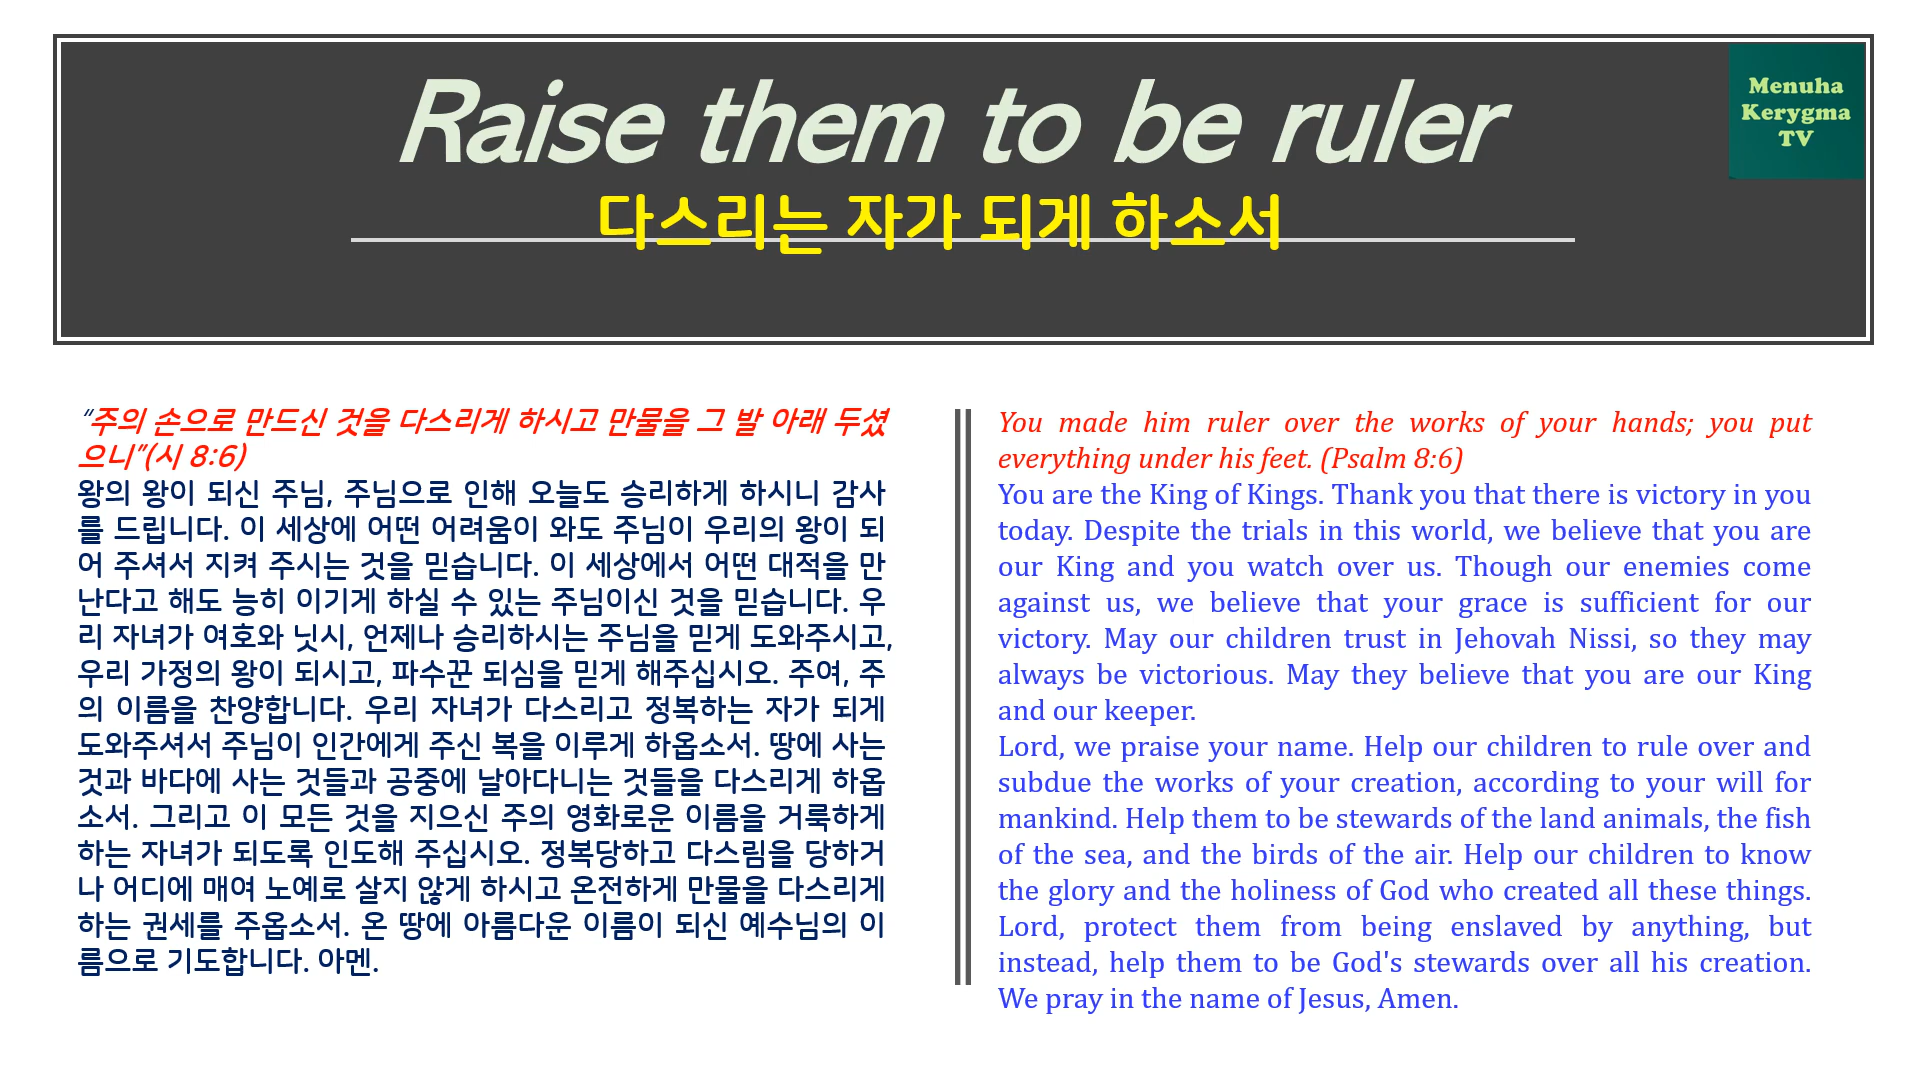 Raise them to be ruler
다스리는 자가 되게 하소서
Menuha
Kerygma
TV
“주의 손으로 만드신 것을 다스리게 하시고 만물을 그 발 아래 두셨
으니”(시 8:6)
왕의 왕이 되신 주님, 주님으로 인해 오늘도 승리하게 하시니 감사
를 드립니다. 이 세상에 어떤 어려움이 와도 주님이 우리의 왕이 되
어 주셔서 지켜 주시는 것을 믿습니다. 이 세상에서 어떤 대적을 만
난다고 해도 능히 이기게 하실 수 있는 주님이신 것을 믿습니다. 우
리 자녀가 여호와 닛시, 언제나 승리하시는 주님을 믿게 도와주시고,
우리 가정의 왕이 되시고, 파수꾼 되심을 믿게 해주십시오. 주여, 주
의 이름을 찬양합니다. 우리 자녀가 다스리고 정복하는 자가 되게
도와주셔서 주님이 인간에게 주신 복을 이루게 하옵소서. 땅에 사는
것과 바다에 사는 것들과 공중에 날아다니는 것들을 다스리게 하옵
소서. 그리고 이 모든 것을 지으신 주의 영화로운 이름을 거룩하게
하는 자녀가 되도록 인도해 주십시오. 정복당하고 다스림을 당하거
나 어디에 매여 노예로 살지 않게 하시고 온전하게 만물을 다스리게
하는 권세를 주옵소서. 온 땅에 아름다운 이름이 되신 예수님의 이
름으로 기도합니다. 아멘.
You made him ruler over the works of your hands; you put
everything under his feet. (Psalm 8:6)
You are the King of Kings. Thank you that there is victory in you
today. Despite the trials in this world, we believe that you are
our King and you watch over us. Though our enemies come
against us, we believe that your grace is sufficient for our
victory. May our children trust in Jehovah Nissi, so they may
always be victorious. May they believe that you are our King
and our keeper.
Lord, we praise your name. Help our children to rule over and
subdue the works of your creation, according to your will for
mankind. Help them to be stewards of the land animals, the fish
of the sea, and the birds of the air. Help our children to know
the glory and the holiness of God who created all these things.
Lord, protect them from being enslaved by anything, but
instead, help them to be God's stewards over all his creation.
We pray in the name of Jesus, Amen.